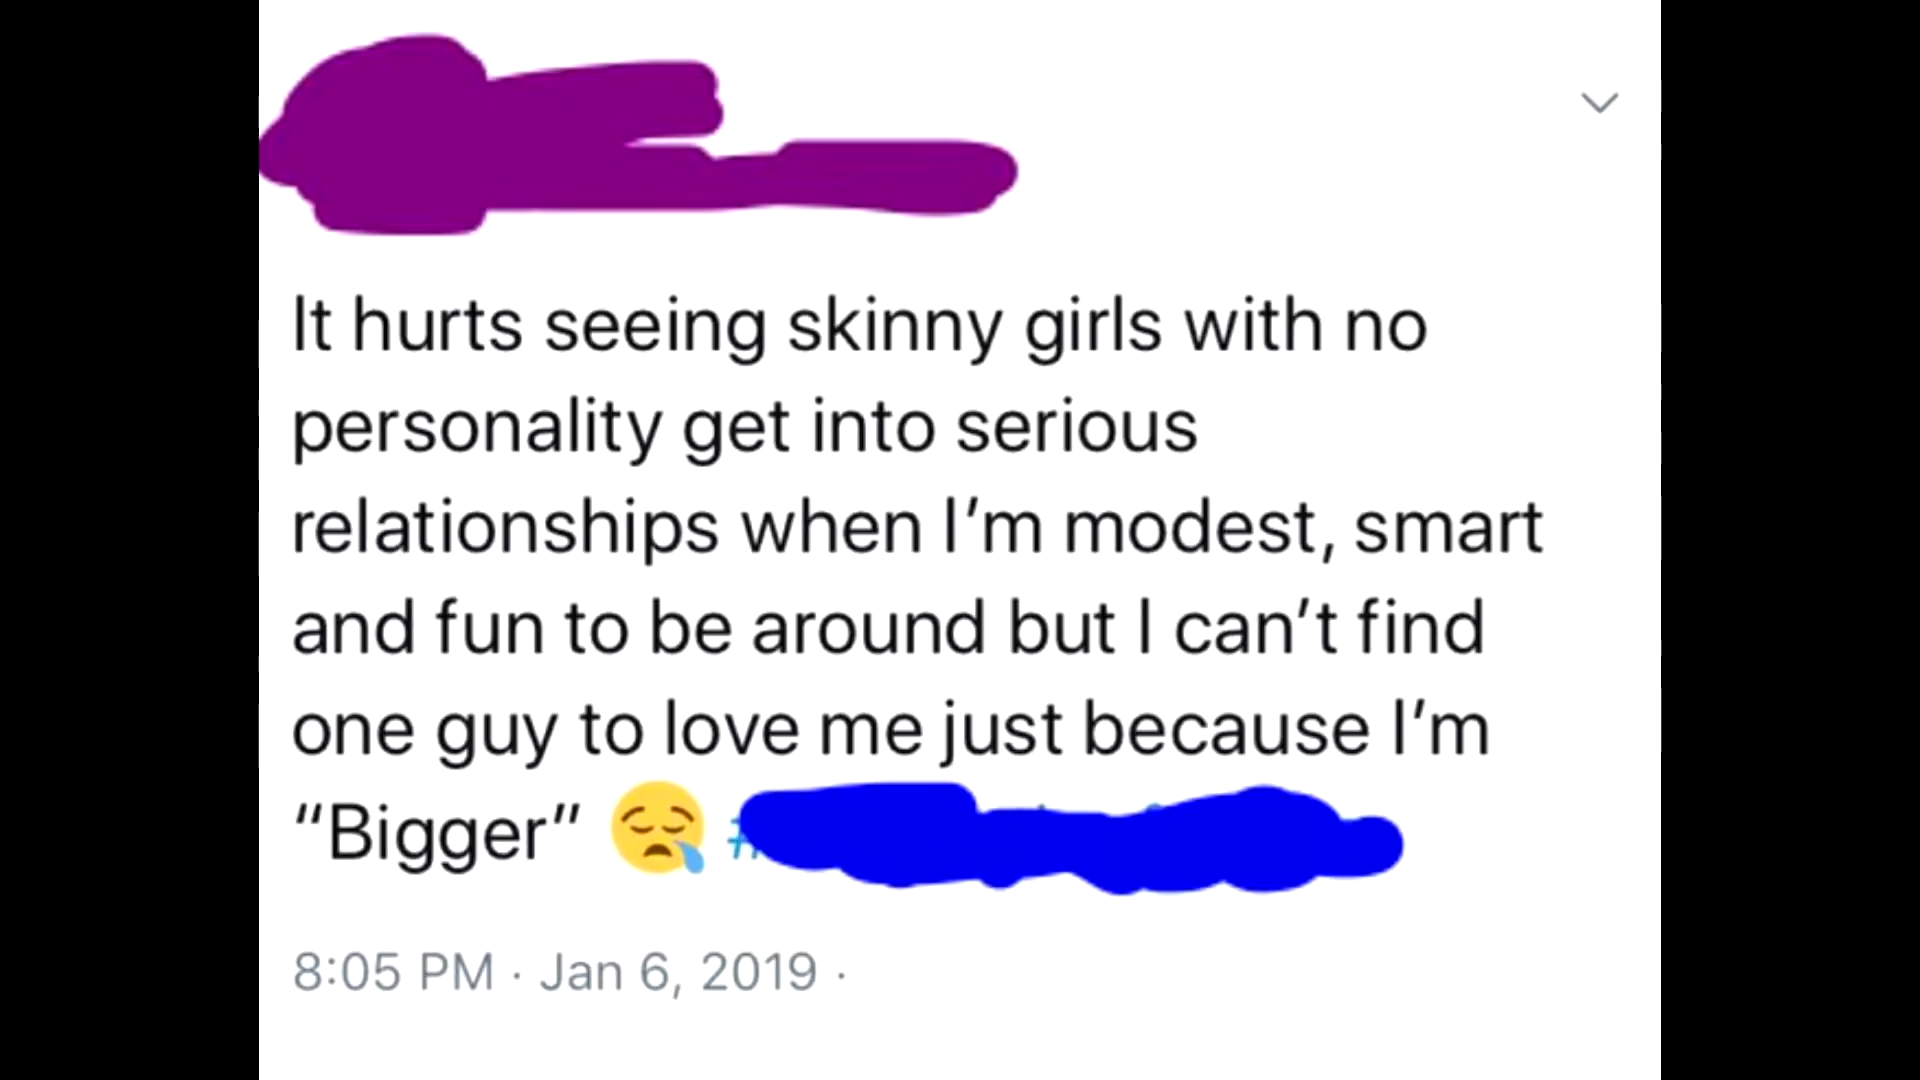 It hurts seeing skinny girls with no
personality get into serious
relationships when I’m modest, smart
and fun to be around but I can’t find
one guy to love me just because I’m
“Bigger” 😪 #
8:05 PM · Jan 6, 2019 ·